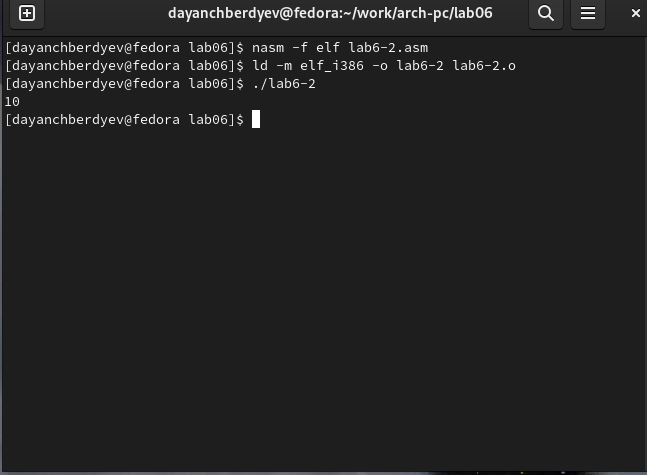 dayanchberdyev@fedora:~/work/arch-pc/lab06
[dayanchberdyev@fedora lab06]$ nasm -f elf lab6-2.asm
[dayanchberdyev@fedora lab06]$ ld -m elf_i386 -o lab6-2 lab6-2.o
[dayanchberdyev@fedora lab06]$ ./lab6-2
10
[dayanchberdyev@fedora lab06]$